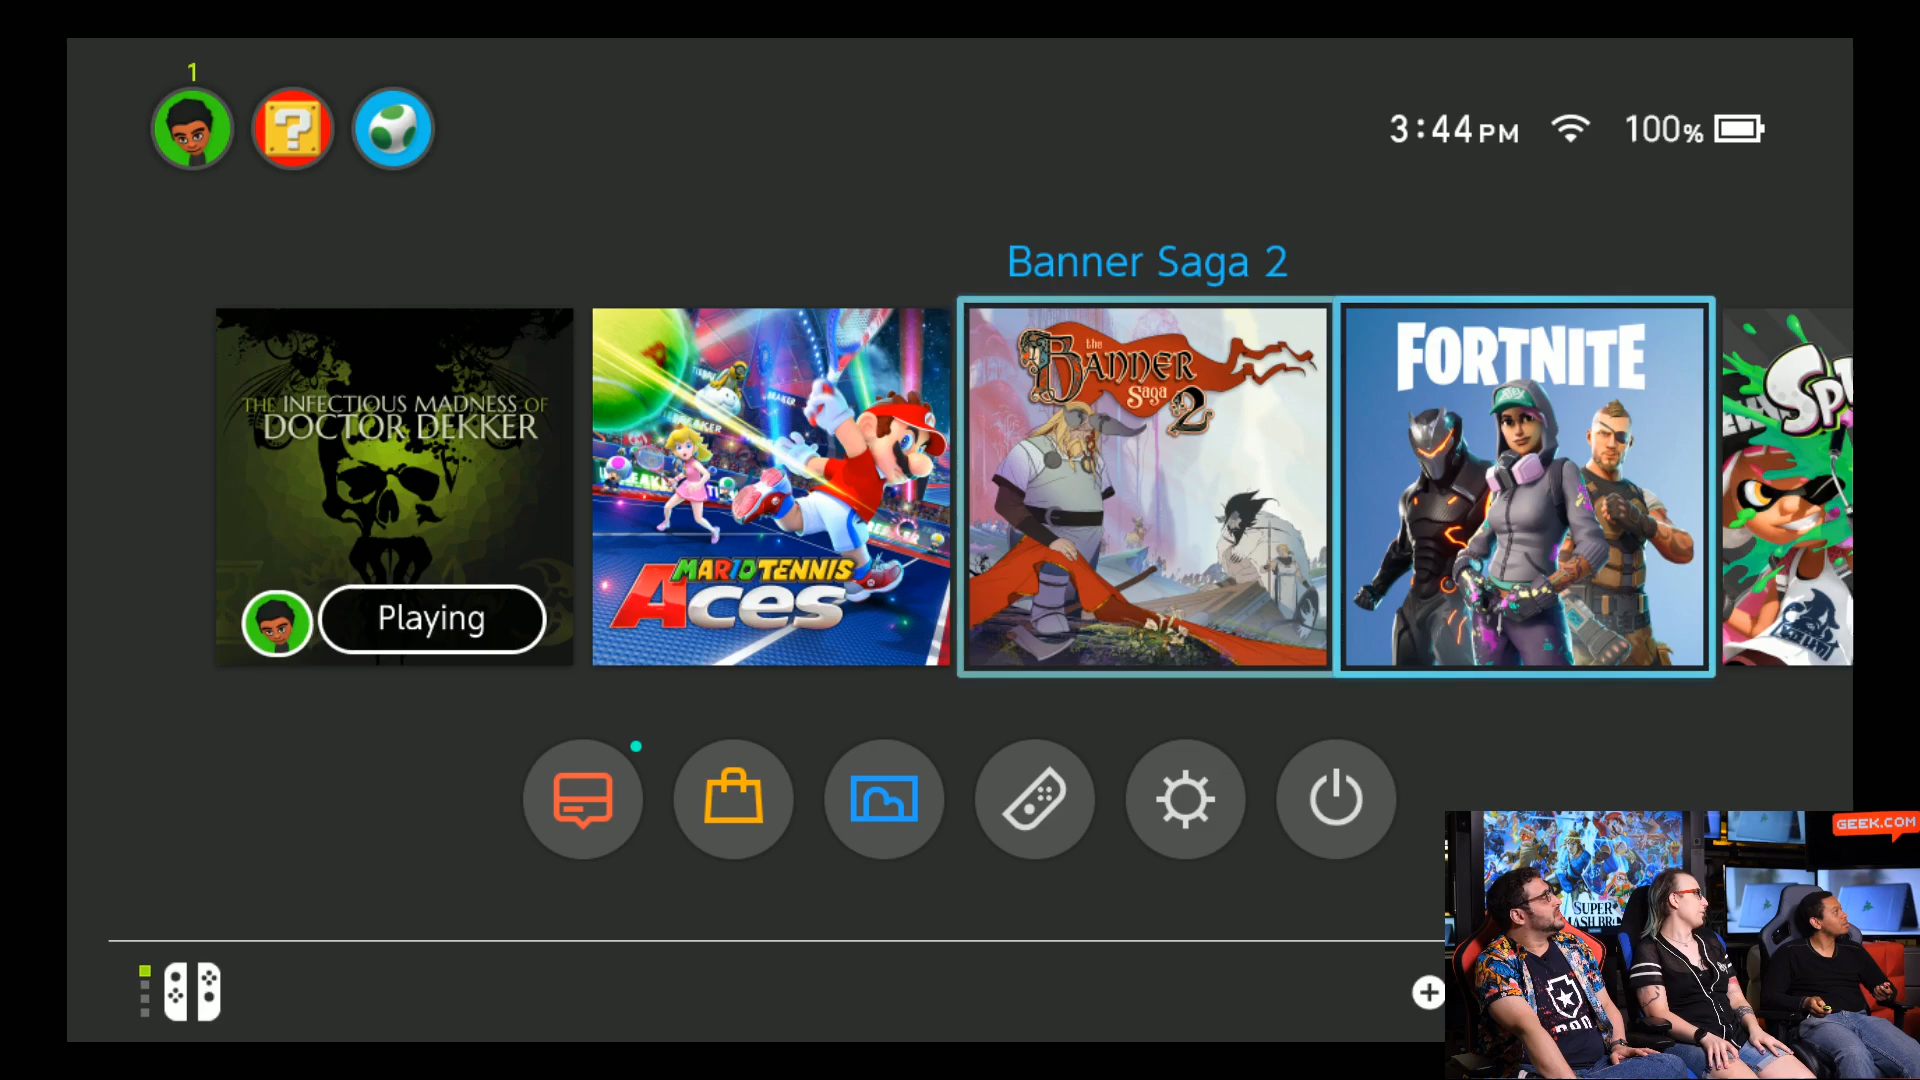 1
3:44 PM 100%
Banner Saga 2
THE INFECTIOUS MADNESS OF
DOCTOR DEKKER
Playing
MARIO TENNIS
ACES
the
BANNER
Saga
2
FORTNITE
GEEK.COM
SUPER